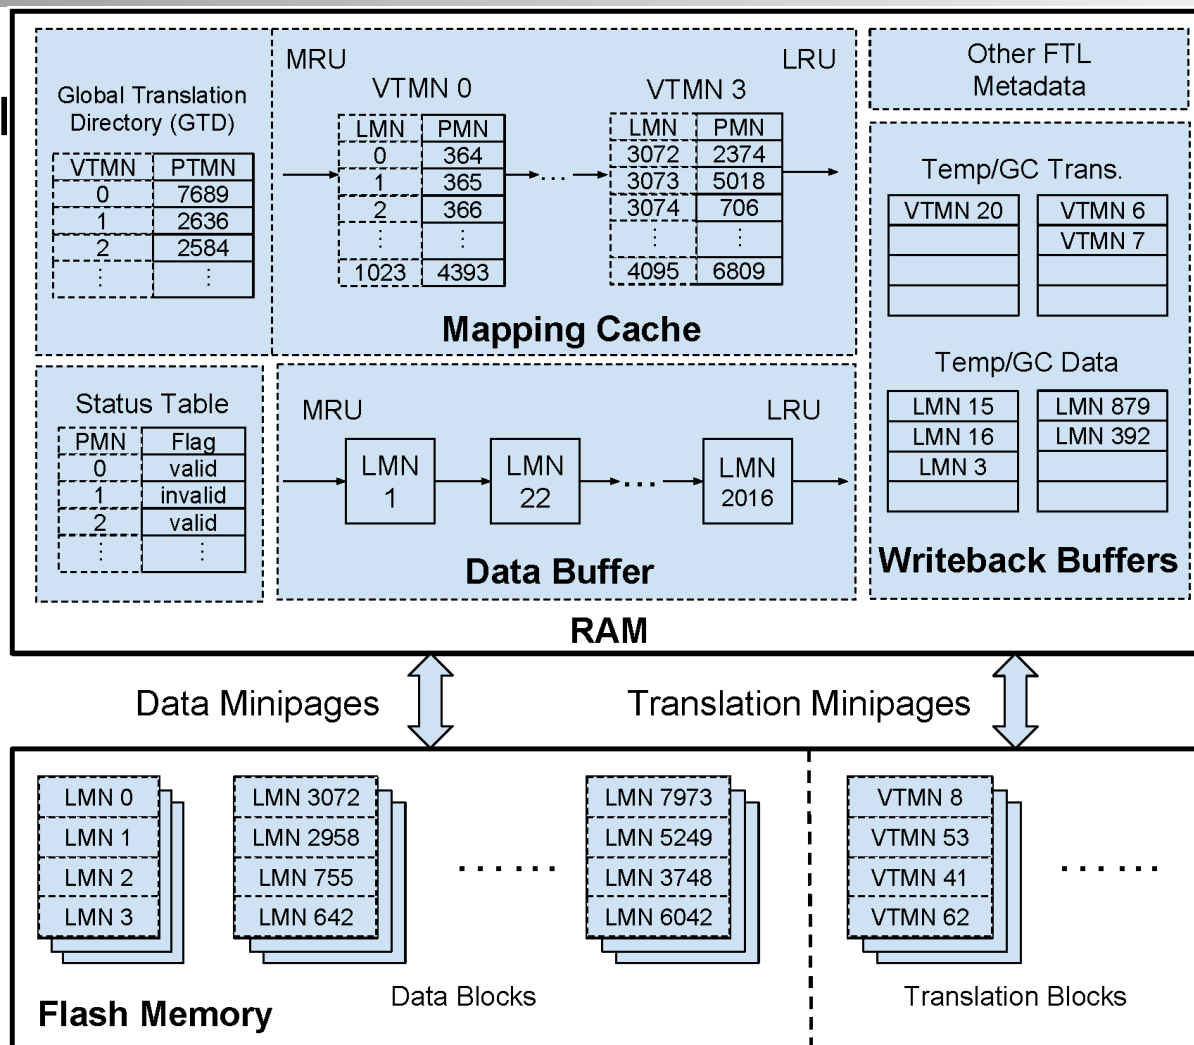 Global Translation
Directory (GTD)
VTMN PTMN
0 7689
1 2636
2 2584
⋮ ⋮
MRU LRU
VTMN 0 VTMN 3
LMN PMN LMN PMN
0 364 3072 2374
1 365 ... 3073 5018
2 366 3074 706
⋮ ⋮ ⋮ ⋮
1023 4393 4095 6809
Mapping Cache
Other FTL
Metadata
Temp/GC Trans.
VTMN 20 VTMN 6
VTMN 7
Temp/GC Data
LMN 15 LMN 879
LMN 16 LMN 392
LMN 3
Writeback Buffers
Status Table
PMN Flag
0 valid
1 invalid
2 valid
⋮ ⋮
MRU LRU
LMN LMN LMN
1 22 ... 2016
Data Buffer
RAM
Data Minipages Translation Minipages
LMN 0 LMN 3072 LMN 7973 VTMN 8
LMN 1 LMN 2958 LMN 5249 VTMN 53
LMN 2 LMN 755 ...... LMN 3748 VTMN 41 ......
LMN 3 LMN 642 LMN 6042 VTMN 62
Data Blocks Translation Blocks
Flash Memory